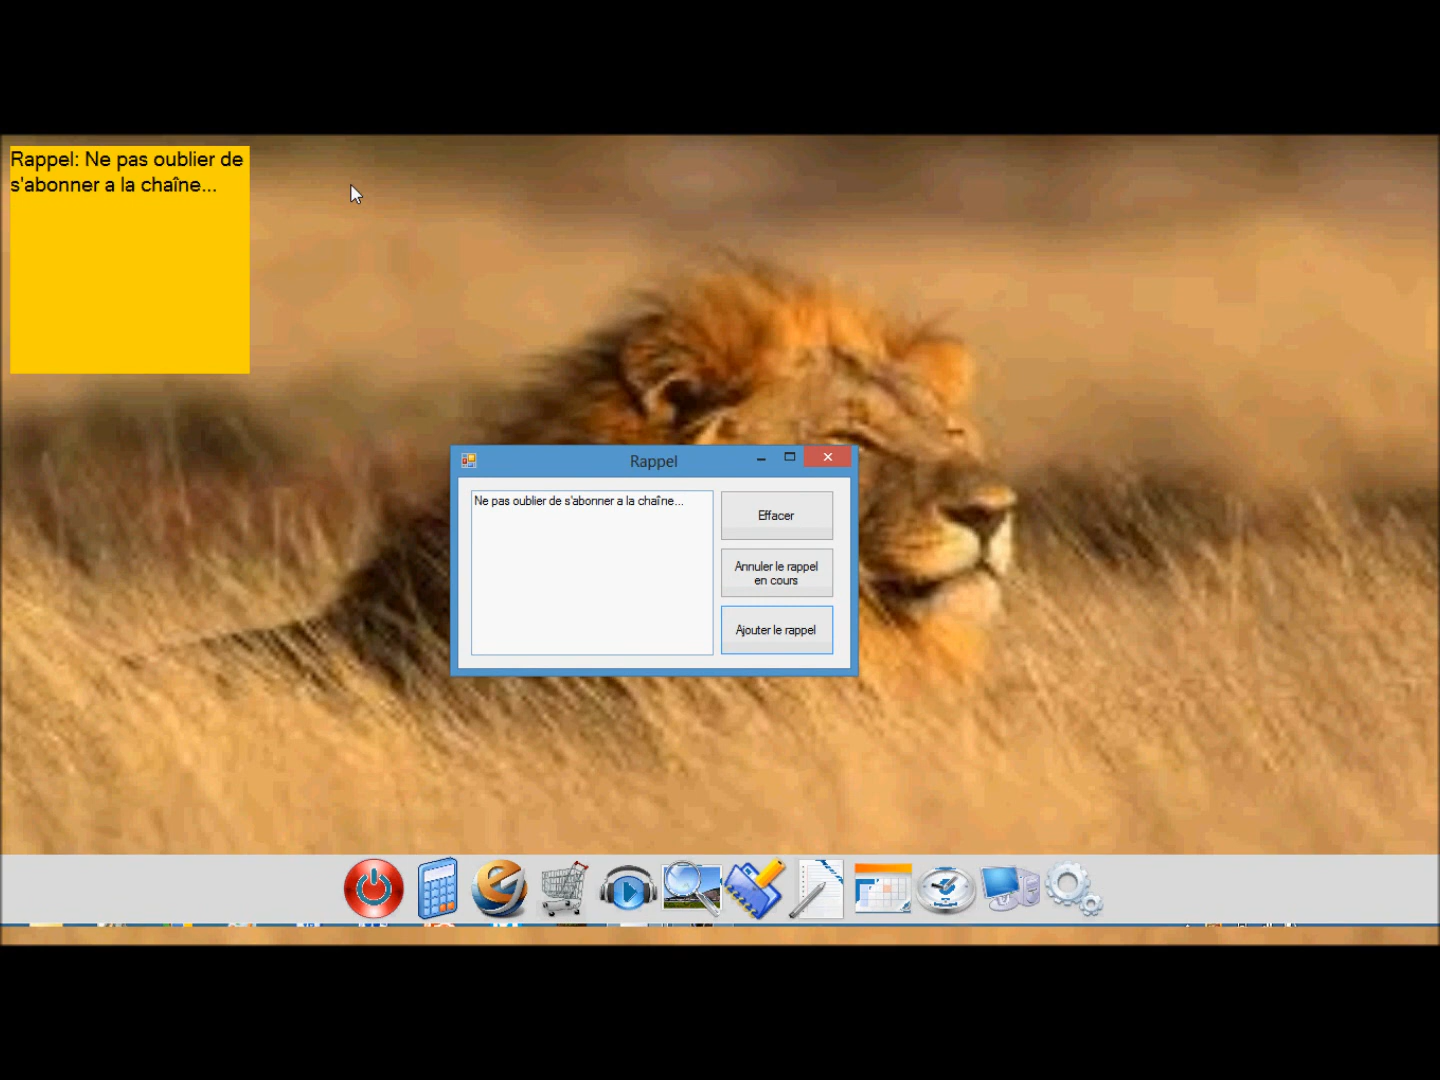 Rappel: Ne pas oublier de
s'abonner a la chaîne...
Rappel
Ne pas oublier de s'abonner a la chaîne...
Effacer
Annuler le rappel
en cours
Ajouter le rappel